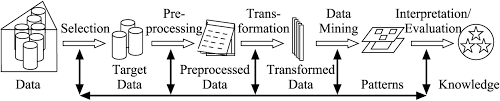 Selection
Pre-
processing
Trans-
formation
Data
Mining
Interpretation/
Evaluation
Data
Target
Data
Preprocessed
Data
Transformed
Data
Patterns
Knowledge